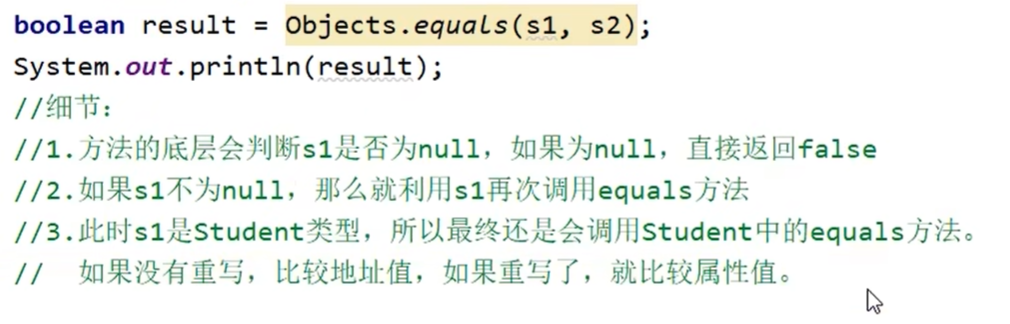 boolean result = Objects.equals(s1, s2);
System.out.println(result);
//细节：
//1.方法的底层会判断s1是否为null，如果为null，直接返回false
//2.如果s1不为null，那么就利用s1再次调用equals方法
//3.此时s1是Student类型，所以最终还是会调用Student中的equals方法。
//  如果没有重写，比较地址值，如果重写了，就比较属性值。